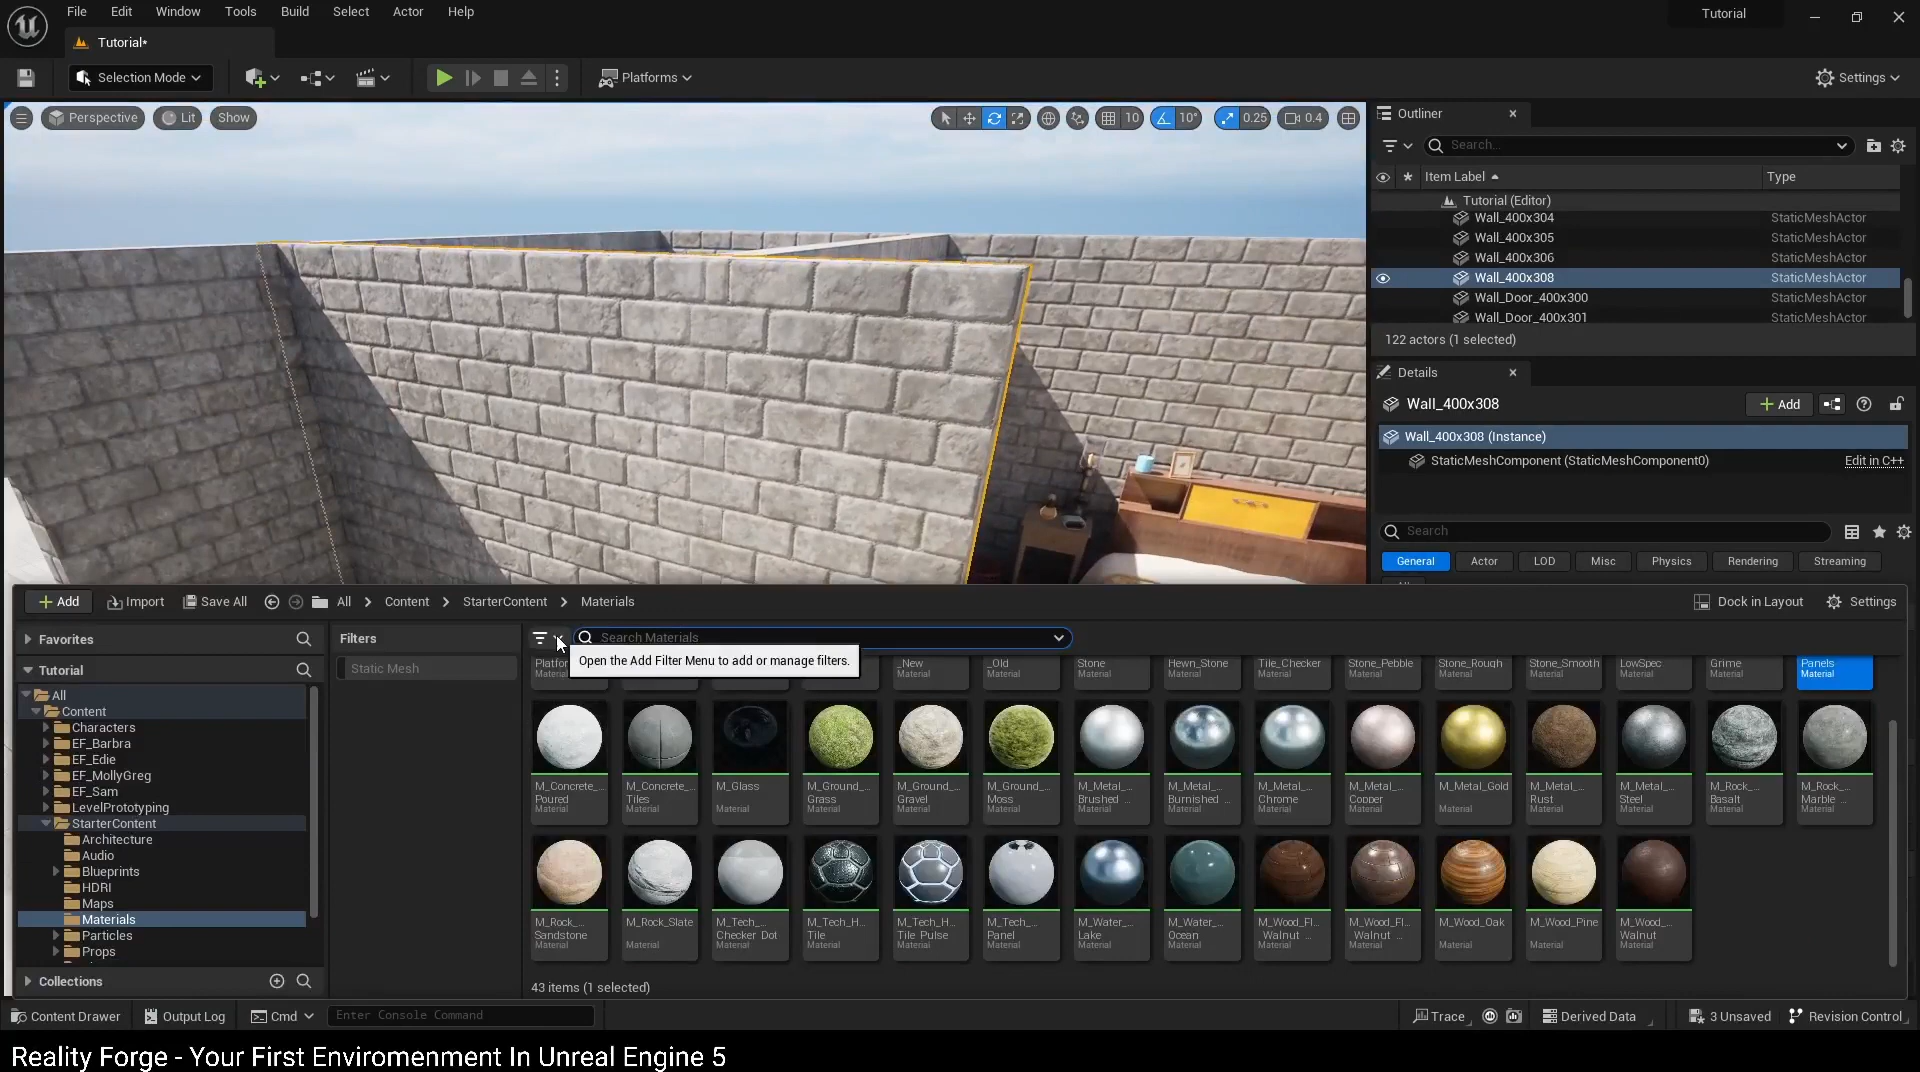 File Edit Window Tools Build Select Actor Help
Tutorial
Tutorial*
Selection Mode
Platforms
Settings
Perspective
Lit
Show
10
10°
0.25
0.4
Outliner
Search...
Item Label
Type
Tutorial (Editor)
Wall_400x304 StaticMeshActor
Wall_400x305 StaticMeshActor
Wall_400x306 StaticMeshActor
Wall_400x308 StaticMeshActor
Wall_Door_400x300 StaticMeshActor
Wall_Door_400x301 StaticMeshActor
122 actors (1 selected)
Details
Wall_400x308
Add
Wall_400x308 (Instance)
StaticMeshComponent (StaticMeshComponent0) Edit in C++
Search
General Actor LOD Misc Physics Rendering Streaming
Add Import Save All All Content StarterContent Materials
Dock in Layout Settings
Favorites
Tutorial
All
Content
Characters
EF_Barbra
EF_Edie
EF_MollyGreg
EF_Sam
LevelPrototyping
StarterContent
Architecture
Audio
Blueprints
HDRI
Maps
Materials
Particles
Props
Collections
Filters
Static Mesh
Search Materials
Open the Add Filter Menu to add or manage filters.
_New _Old Stone Hewn_Stone Tile_Checker Stone_Pebble Stone_Rough Stone_Smooth LowSpec Grime Panels
Material Material Material Material Material Material Material Material Material Material Material Material
M_Concrete_... M_Concrete_... M_Glass M_Ground_... M_Ground_... M_Ground_... M_Metal_... M_Metal_... M_Metal_... M_Metal_... M_Metal_Gold M_Metal_... M_Metal_... M_Rock_... M_Rock_...
Poured Tiles Grass Gravel Moss Brushed_... Burnished_... Chrome Copper Rust Steel Basalt Marble_...
Material Material Material Material Material Material Material Material Material Material Material Material Material Material Material
M_Rock_... M_Rock_Slate M_Tech_... M_Tech_H... M_Tech_H... M_Tech_... M_Water_... M_Water_... M_Wood_Fl... M_Wood_Fl... M_Wood_Oak M_Wood_Pine M_Wood_...
Sandstone Checker_Dot Tile Tile_Pulse Panel Lake Ocean Walnut_... Walnut_... Walnut
Material Material Material Material Material Material Material Material Material Material Material Material Material
43 items (1 selected)
Content Drawer Output Log Cmd Enter Console Command
Trace Derived Data 3 Unsaved Revision Control
Reality Forge - Your First Enviromenment In Unreal Engine 5